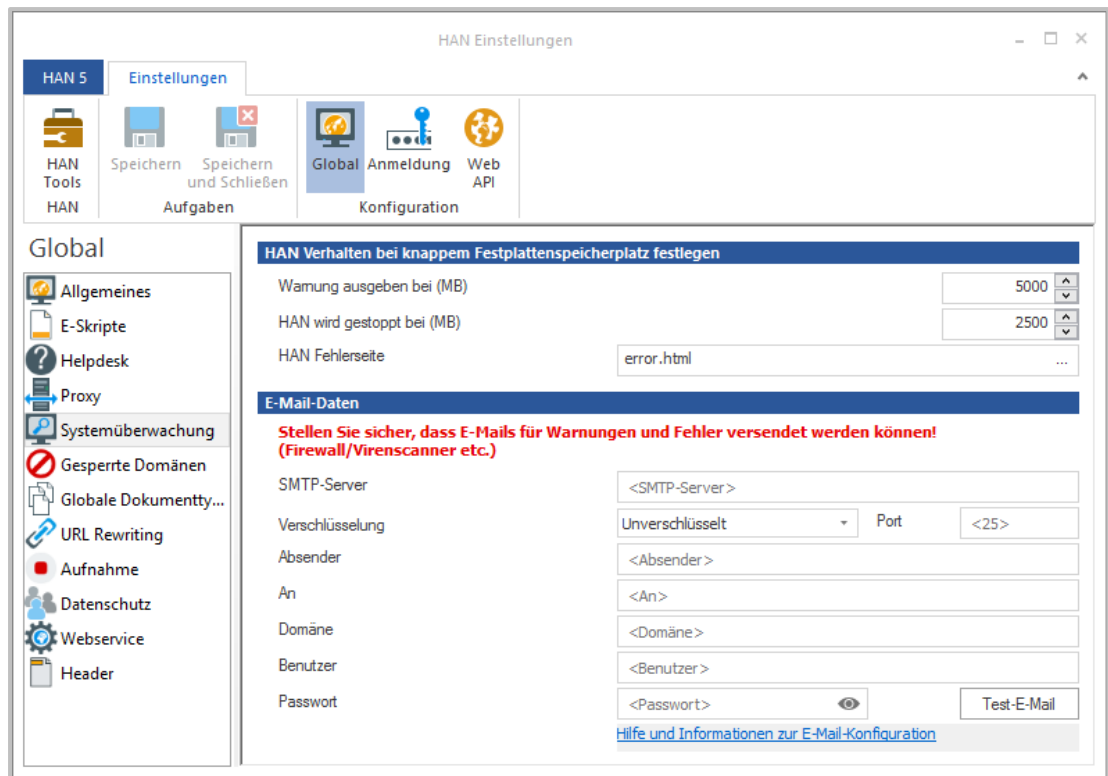 HAN Einstellungen
HAN 5
Einstellungen
HAN Tools
Speichern
Speichern und Schließen
Global
Anmeldung
Web API
HAN
Aufgaben
Konfiguration
Global
Allgemeines
E-Skripte
Helpdesk
Proxy
Systemüberwachung
Gesperrte Domänen
Globale Dokumentty...
URL Rewriting
Aufnahme
Datenschutz
Webservice
Header
HAN Verhalten bei knappem Festplattenspeicherplatz festlegen
Warnung ausgeben bei (MB) 5000
HAN wird gestoppt bei (MB) 2500
HAN Fehlerseite error.html ...
E-Mail-Daten
Stellen Sie sicher, dass E-Mails für Warnungen und Fehler versendet werden können!
(Firewall/Virenscanner etc.)
SMTP-Server <SMTP-Server>
Verschlüsselung Unverschlüsselt Port <25>
Absender <Absender>
An <An>
Domäne <Domäne>
Benutzer <Benutzer>
Passwort <Passwort> Test-E-Mail
Hilfe und Informationen zur E-Mail-Konfiguration